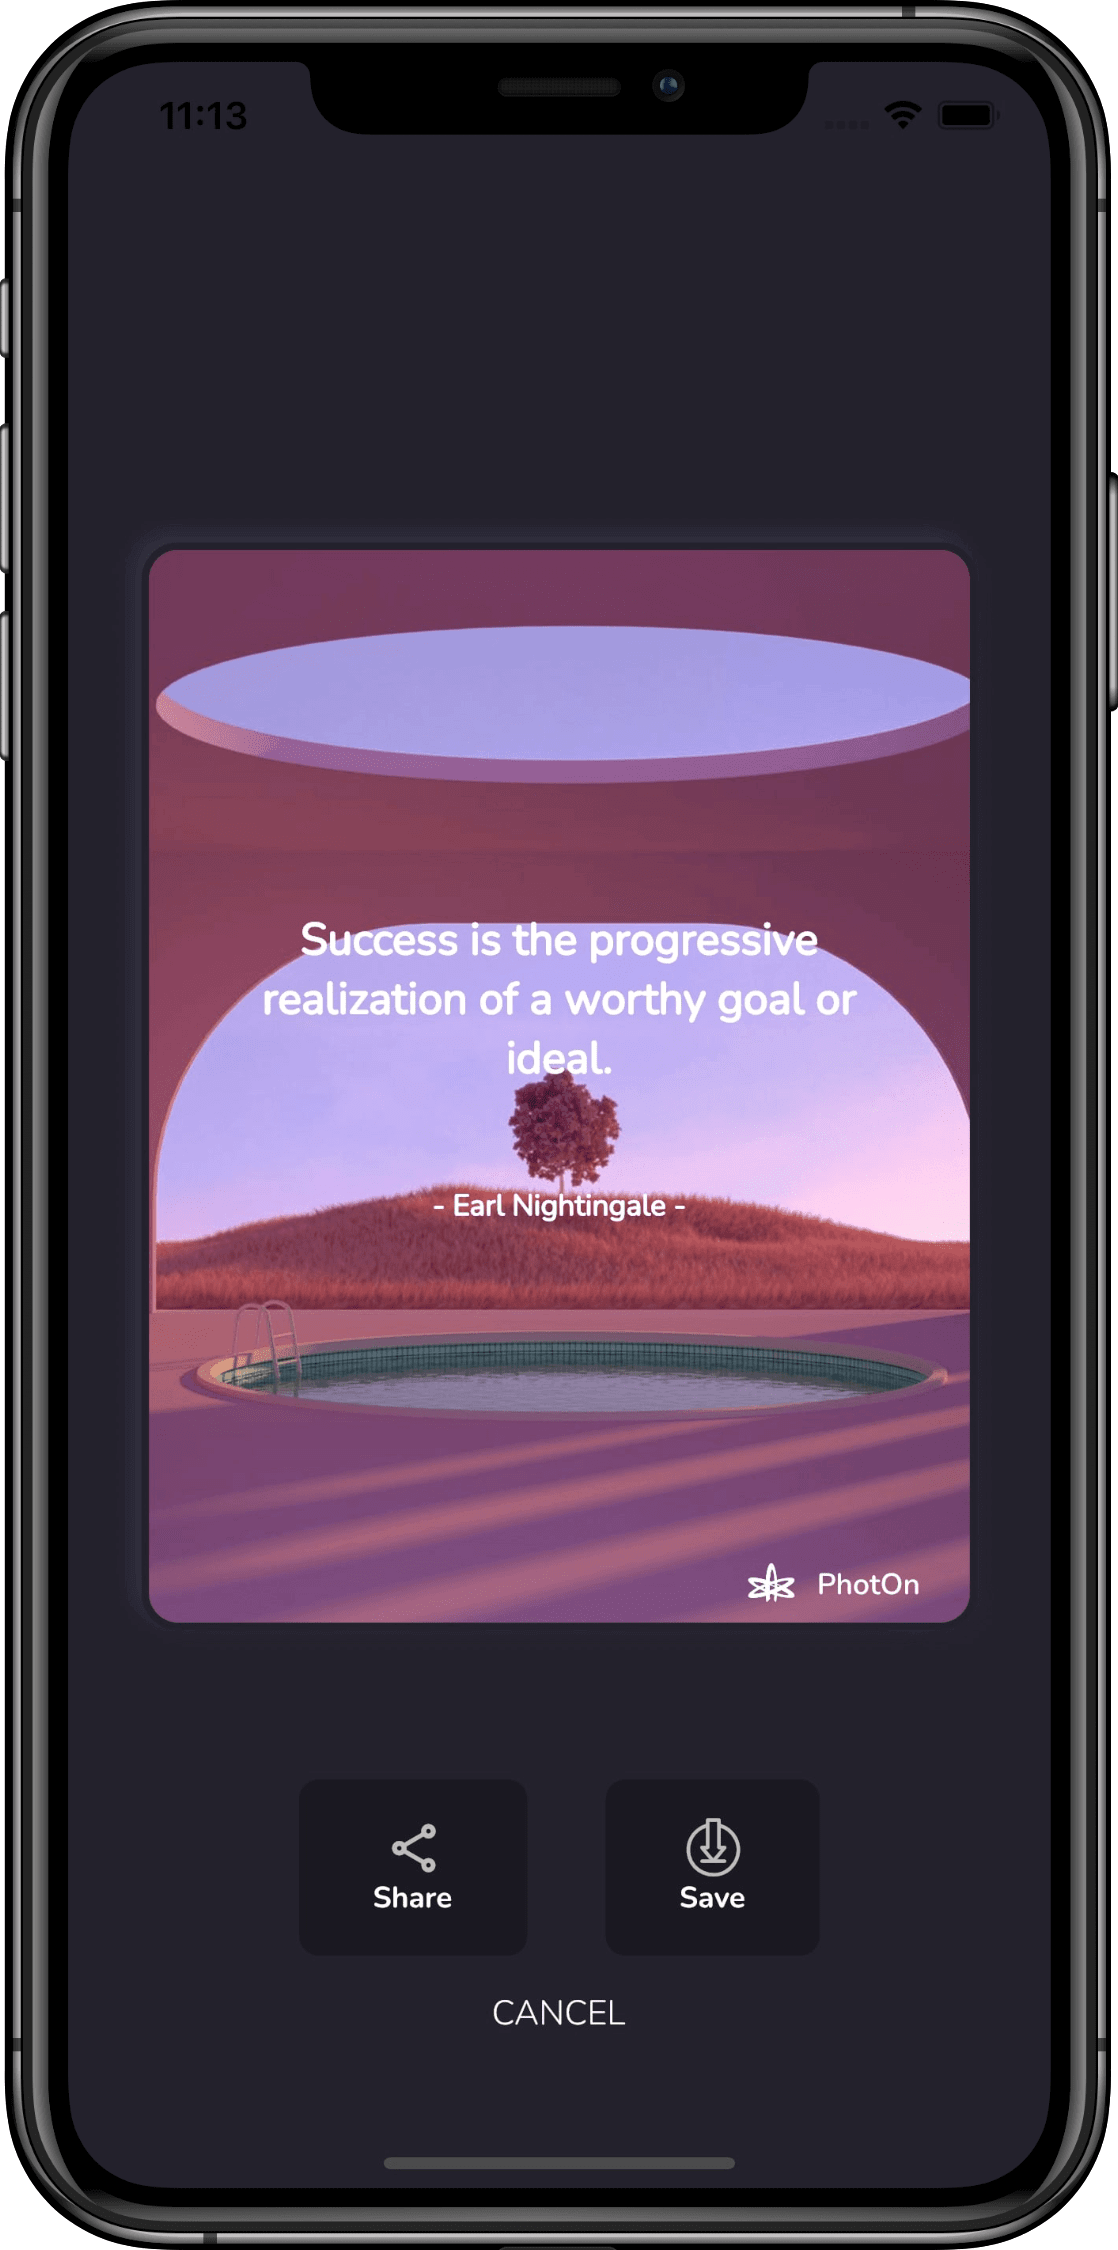 11:13
Success is the progressive
realization of a worthy goal or
ideal.
- Earl Nightingale -
PhotOn
Share
Save
CANCEL